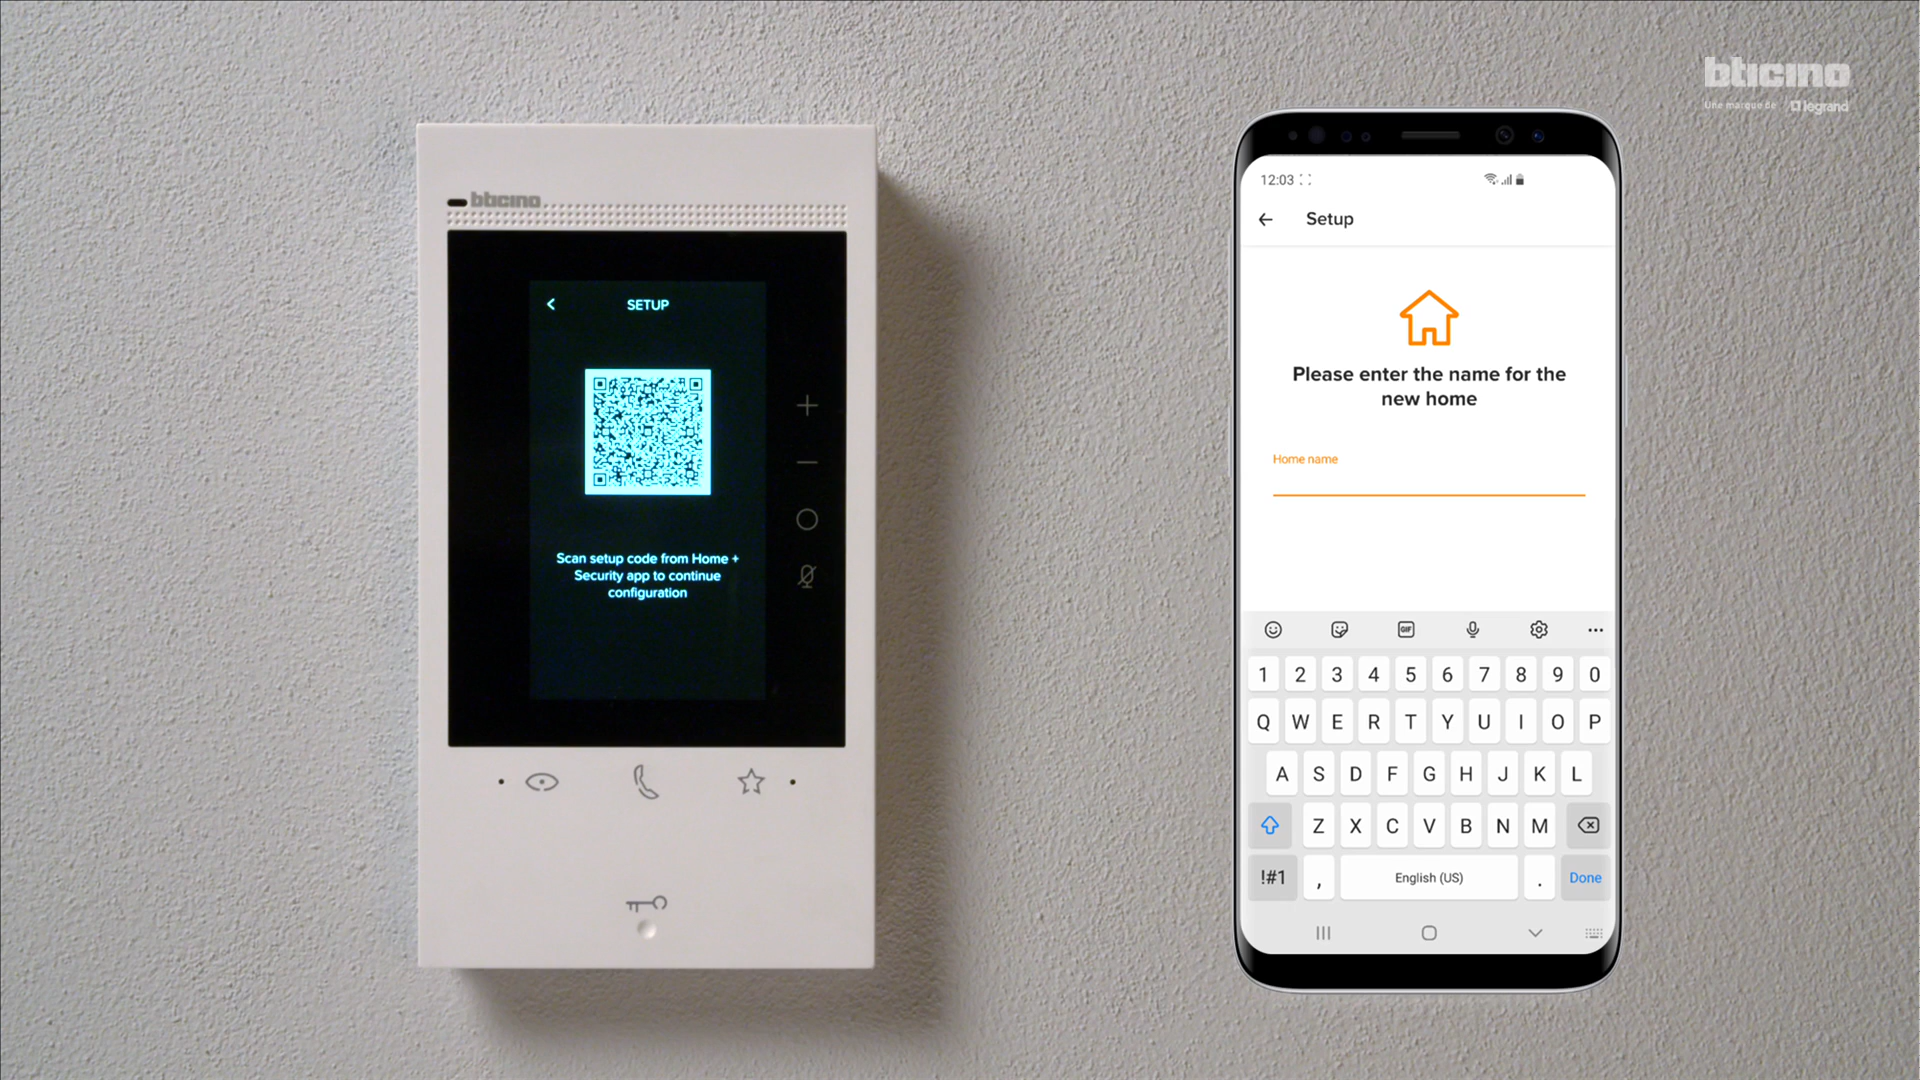 bticino
Une marque de legrand
bticino
SETUP
Scan setup code from Home +
Security app to continue
configuration
12:03
Setup
Please enter the name for the
new home
Home name
GIF
1 2 3 4 5 6 7 8 9 0
Q W E R T Y U I O P
A S D F G H J K L
Z X C V B N M
!#1 , English (US) . Done